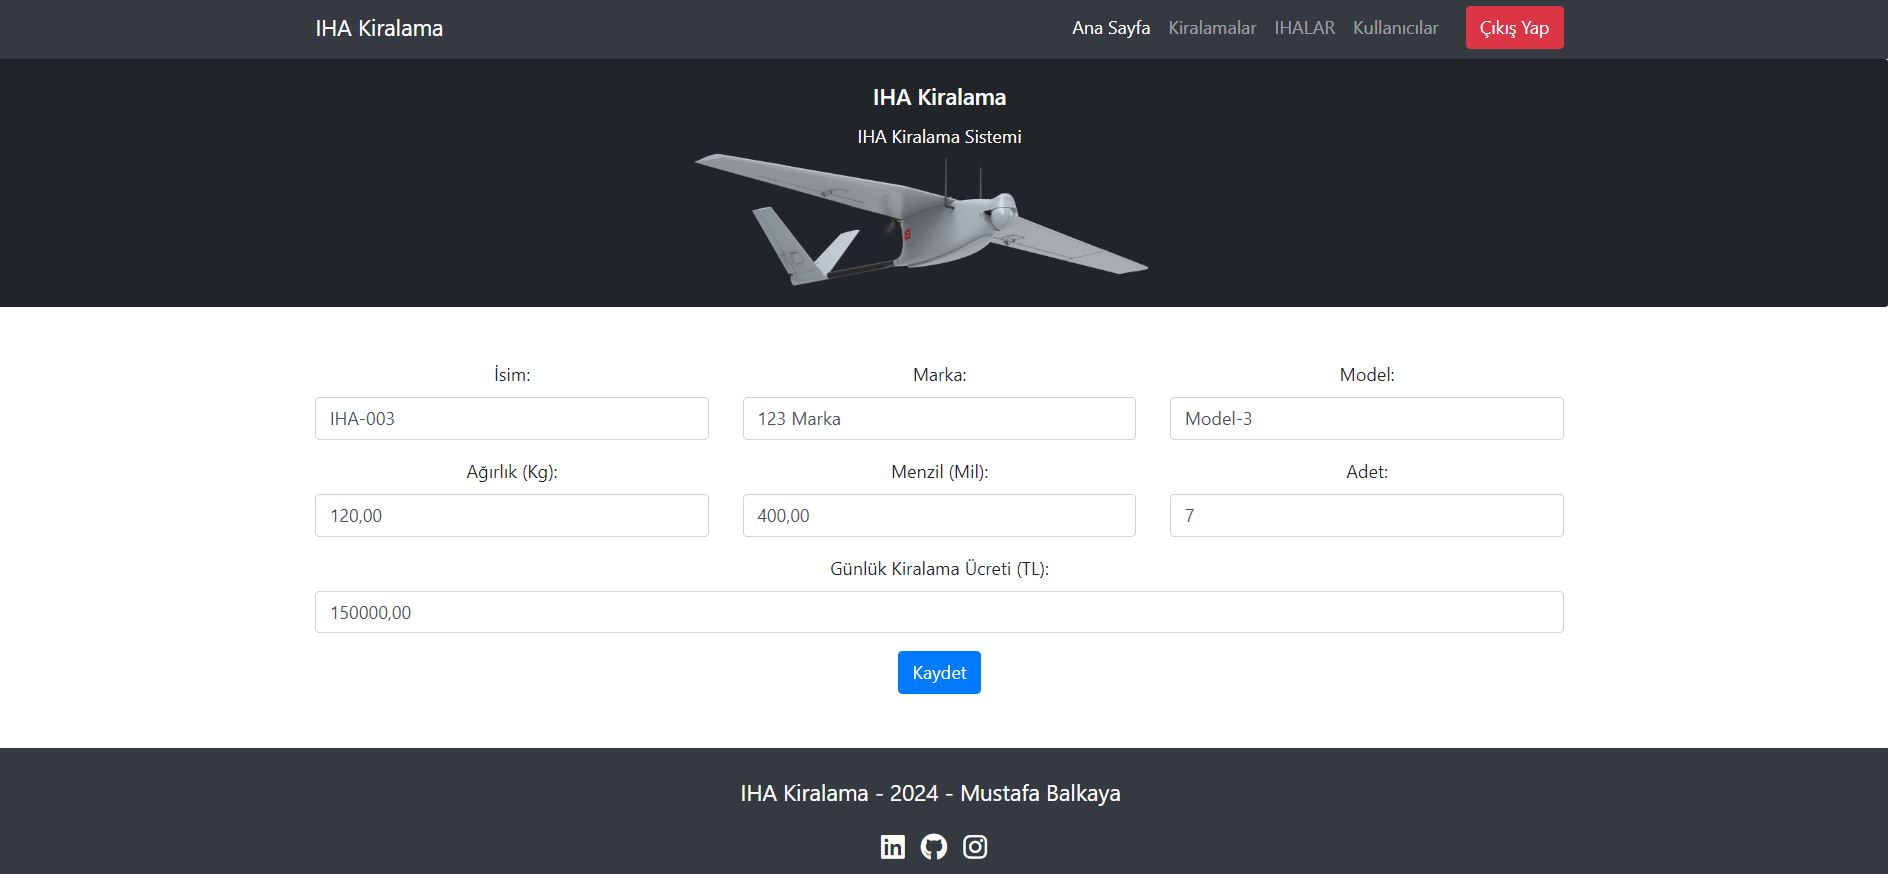 IHA Kiralama
Ana Sayfa Kiralamalar IHALAR Kullanıcılar Çıkış Yap
IHA Kiralama
IHA Kiralama Sistemi
İsim: Marka: Model:
IHA-003 123 Marka Model-3
Ağırlık (Kg): Menzil (Mil): Adet:
120,00 400,00 7
Günlük Kiralama Ücreti (TL):
150000,00
Kaydet
IHA Kiralama - 2024 - Mustafa Balkaya
in